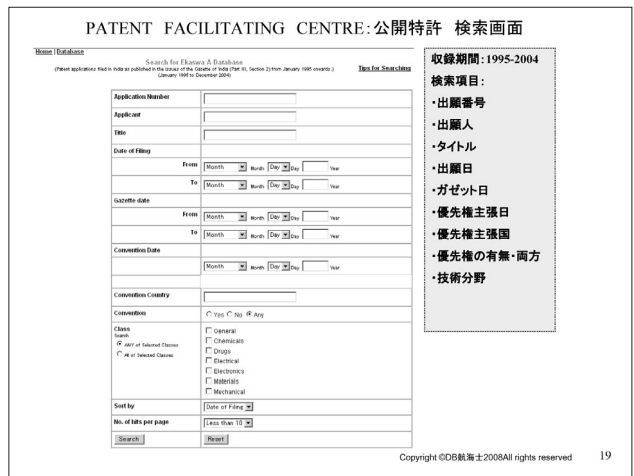 PATENT FACILITATING CENTRE:公開特許 検索画面
Home | Database
Search for Ekaswa A Database
(Patent applications filed in India as published in the issues of the Gazette of India (Part III, Section 2) from January 1995 onwards.)
(January 1995 to December 2004)
Tips for Searching
Application Number
Applicant
Title
Date of Filing
From Month Month Day Day Year
To Month Month Day Day Year
Gazette date
From Month Month Day Day Year
To Month Month Day Day Year
Convention Date
Month Month Day Day Year
Convention Country
Convention Yes No Any
Class
Search
ANY of Selected Classes
All of Selected Classes
General
Chemicals
Drugs
Electrical
Electronics
Materials
Mechanical
Sort by Date of Filing
No. of hits per page Less than 10
Search Reset
収録期間:1995-2004
検索項目:
・出願番号
・出願人
・タイトル
・出願日
・ガゼット日
・優先権主張日
・優先権主張国
・優先権の有無・両方
・技術分野
Copyright ©DB航海士2008All rights reserved 19